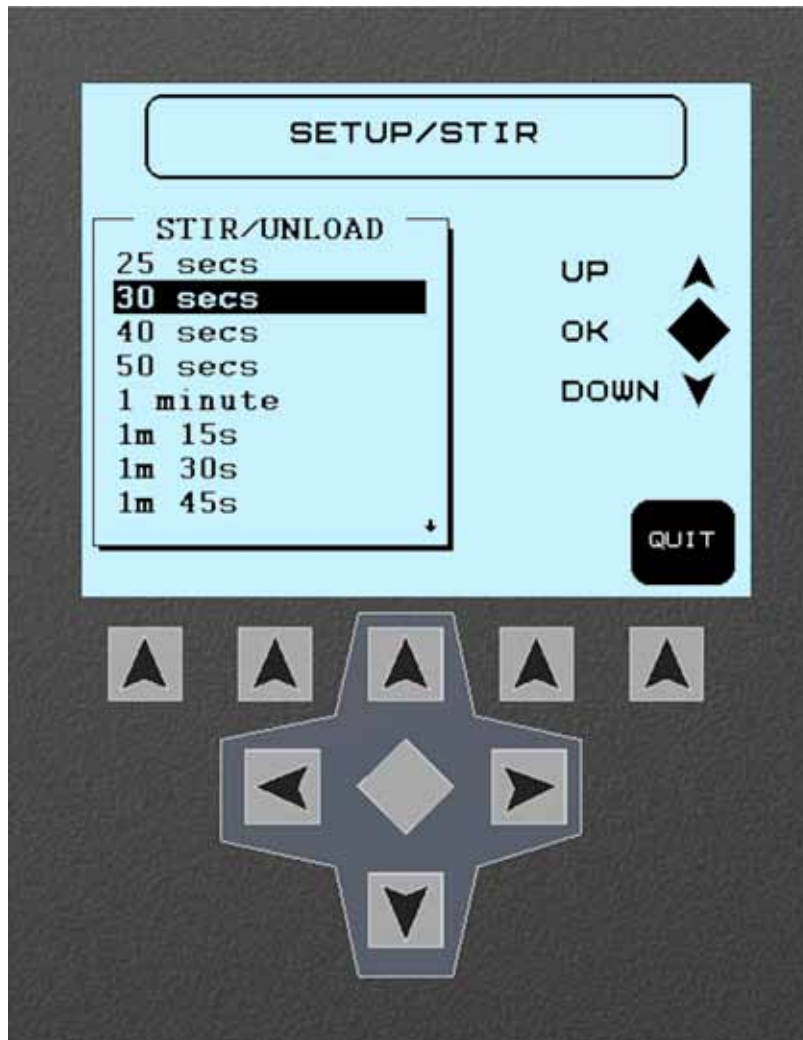 SETUP/STIR
STIR/UNLOAD
25 secs
30 secs
40 secs
50 secs
1 minute
1m 15s
1m 30s
1m 45s
UP
OK
DOWN
QUIT